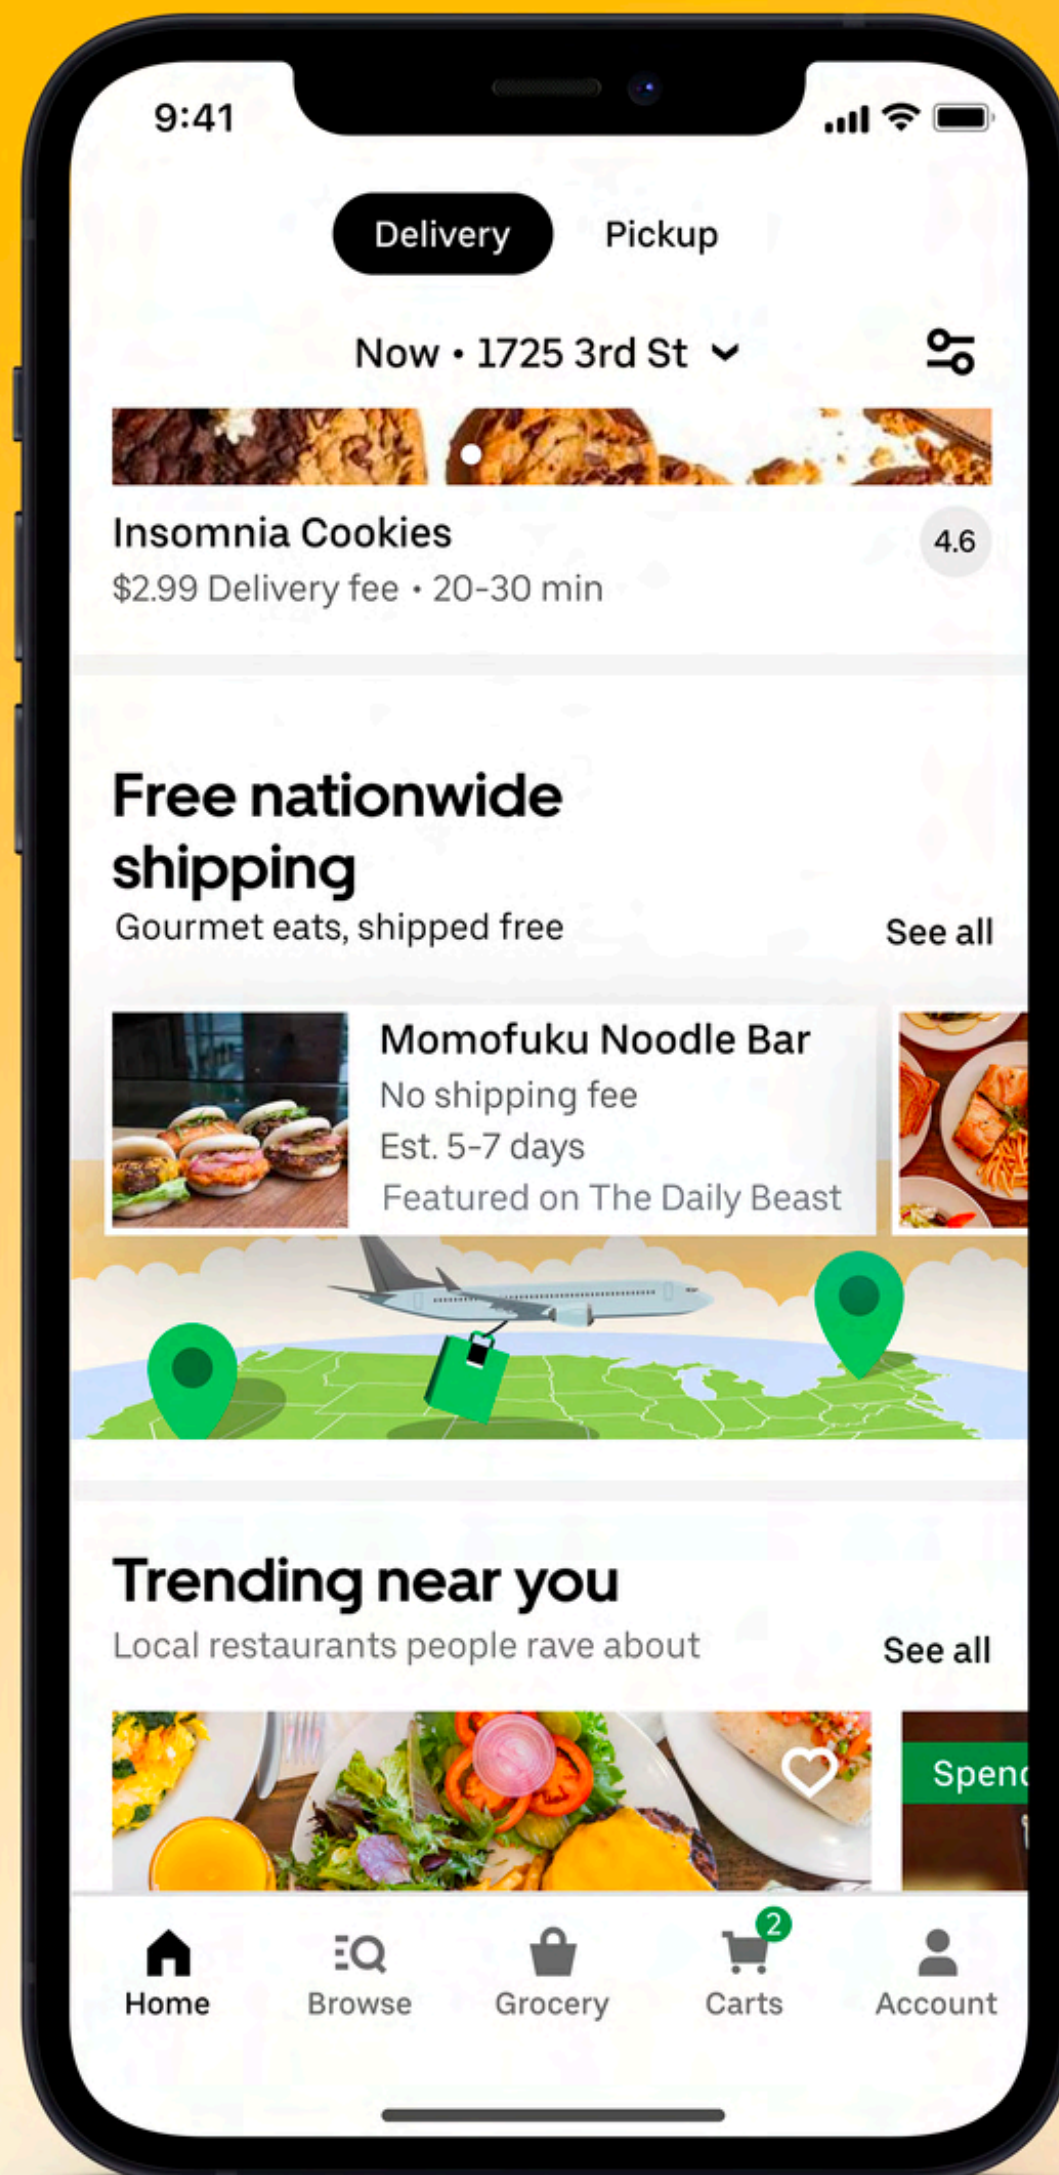 9:41
Delivery
Pickup
Now • 1725 3rd St
Insomnia Cookies
4.6
$2.99 Delivery fee • 20-30 min
Free nationwide
shipping
Gourmet eats, shipped free
See all
Momofuku Noodle Bar
No shipping fee
Est. 5-7 days
Featured on The Daily Beast
Trending near you
Local restaurants people rave about
See all
Spend
2
Home
Browse
Grocery
Carts
Account